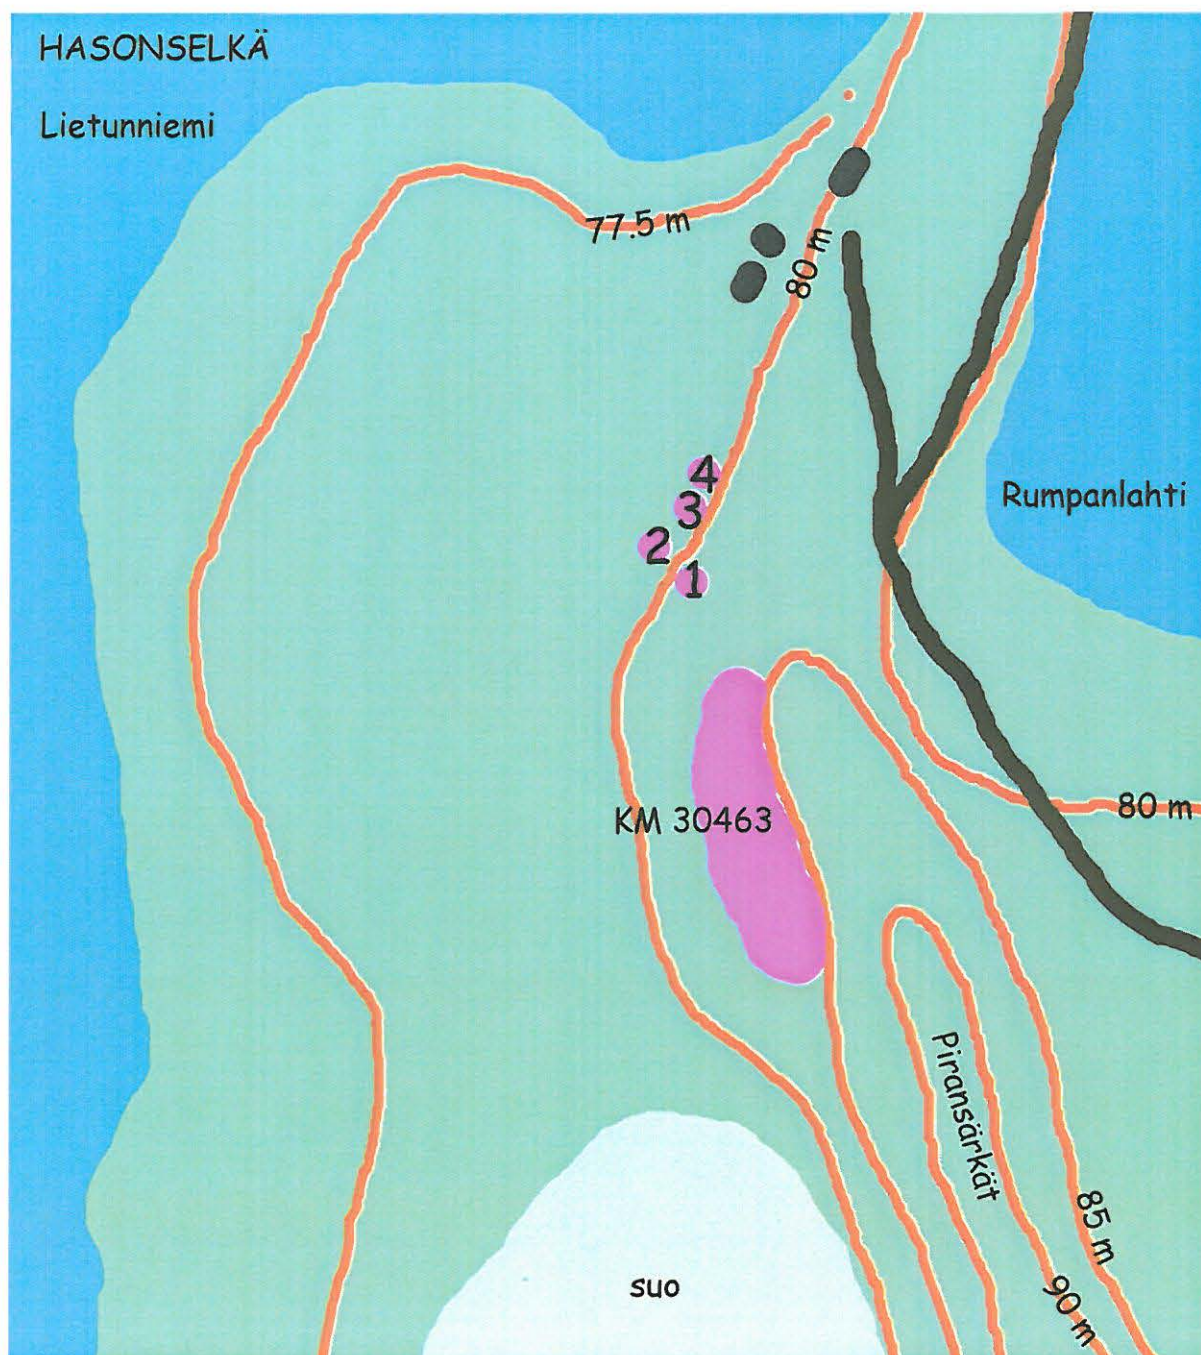 HASONSELKÄ
Lietunniemi
77.5 m
80 m
4
3
2
1
Rumpanlahti
KM 30463
80 m
Piransärkät
85 m
suo
90 m